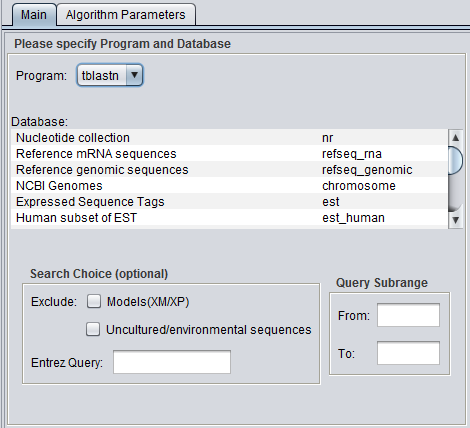 Main Algorithm Parameters
Please specify Program and Database
Program: tblastn
Database:
Nucleotide collection nr
Reference mRNA sequences refseq_rna
Reference genomic sequences refseq_genomic
NCBI Genomes chromosome
Expressed Sequence Tags est
Human subset of EST est_human
Search Choice (optional)
Exclude: Models(XM/XP)
Uncultured/environmental sequences
Entrez Query:
Query Subrange
From:
To: